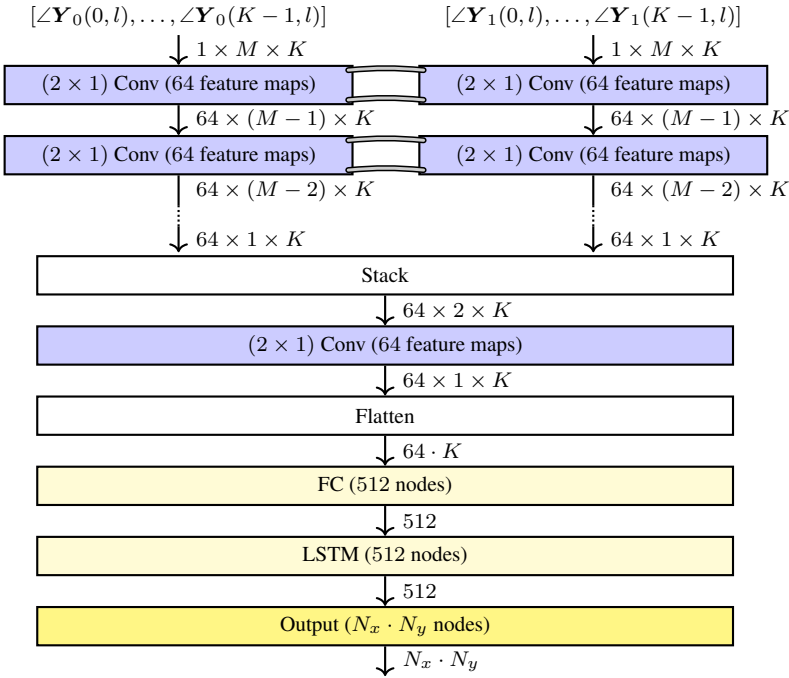 [∠Y₀(0, l), . . . , ∠Y₀(K − 1, l)] [∠Y₁(0, l), . . . , ∠Y₁(K − 1, l)]
1 × M × K 1 × M × K
(2 × 1) Conv (64 feature maps) (2 × 1) Conv (64 feature maps)
64 × (M − 1) × K 64 × (M − 1) × K
(2 × 1) Conv (64 feature maps) (2 × 1) Conv (64 feature maps)
64 × (M − 2) × K 64 × (M − 2) × K
64 × 1 × K 64 × 1 × K
Stack
64 × 2 × K
(2 × 1) Conv (64 feature maps)
64 × 1 × K
Flatten
64 · K
FC (512 nodes)
512
LSTM (512 nodes)
512
Output (Nₓ · N_y nodes)
Nₓ · N_y